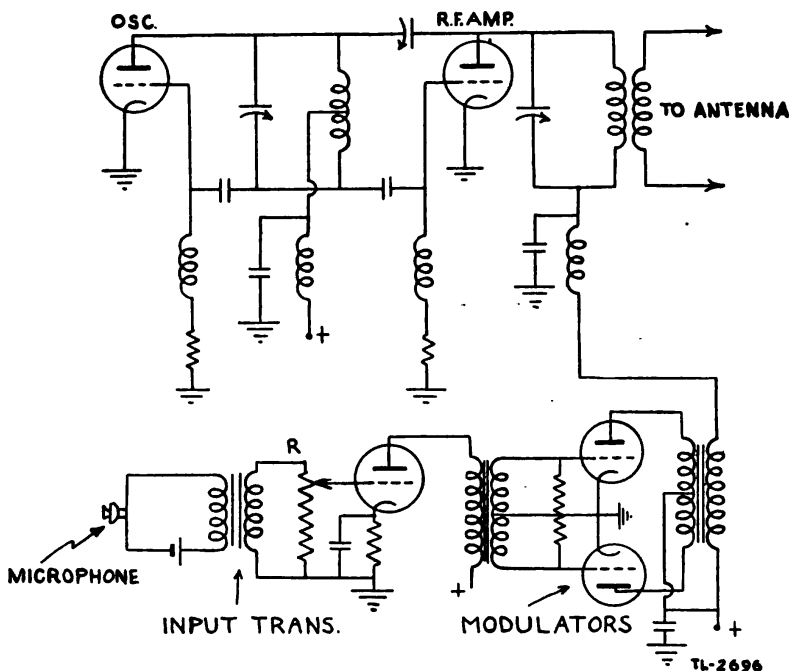 OSC.
R.F. AMP.
TO ANTENNA
+
R
MICROPHONE
INPUT TRANS.
+
MODULATORS
+
TL-2696